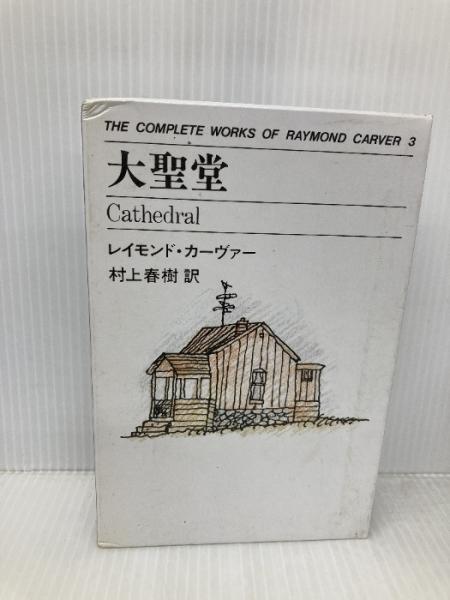 THE COMPLETE WORKS OF RAYMOND CARVER 3
大聖堂
Cathedral
レイモンド・カーヴァー
村上春樹 訳